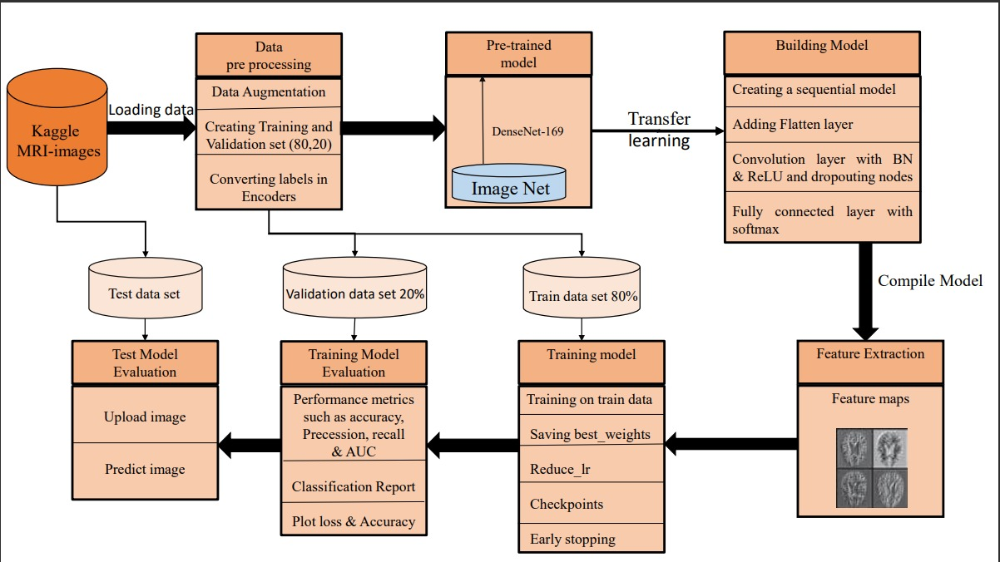 Kaggle
MRI-images
Loading data
Data
pre processing
Data Augmentation
Creating Training and
Validation set (80,20)
Converting labels in
Encoders
Pre-trained
model
DenseNet-169
Image Net
Transfer
learning
Building Model
Creating a sequential model
Adding Flatten layer
Convolution layer with BN
& ReLU and dropouting nodes
Fully connected layer with
softmax
Compile Model
Test data set
Validation data set 20%
Train data set 80%
Test Model
Evaluation
Upload image
Predict image
Training Model
Evaluation
Performance metrics
such as accuracy,
Precession, recall
& AUC
Classification Report
Plot loss & Accuracy
Training model
Training on train data
Saving best_weights
Reduce_lr
Checkpoints
Early stopping
Feature Extraction
Feature maps